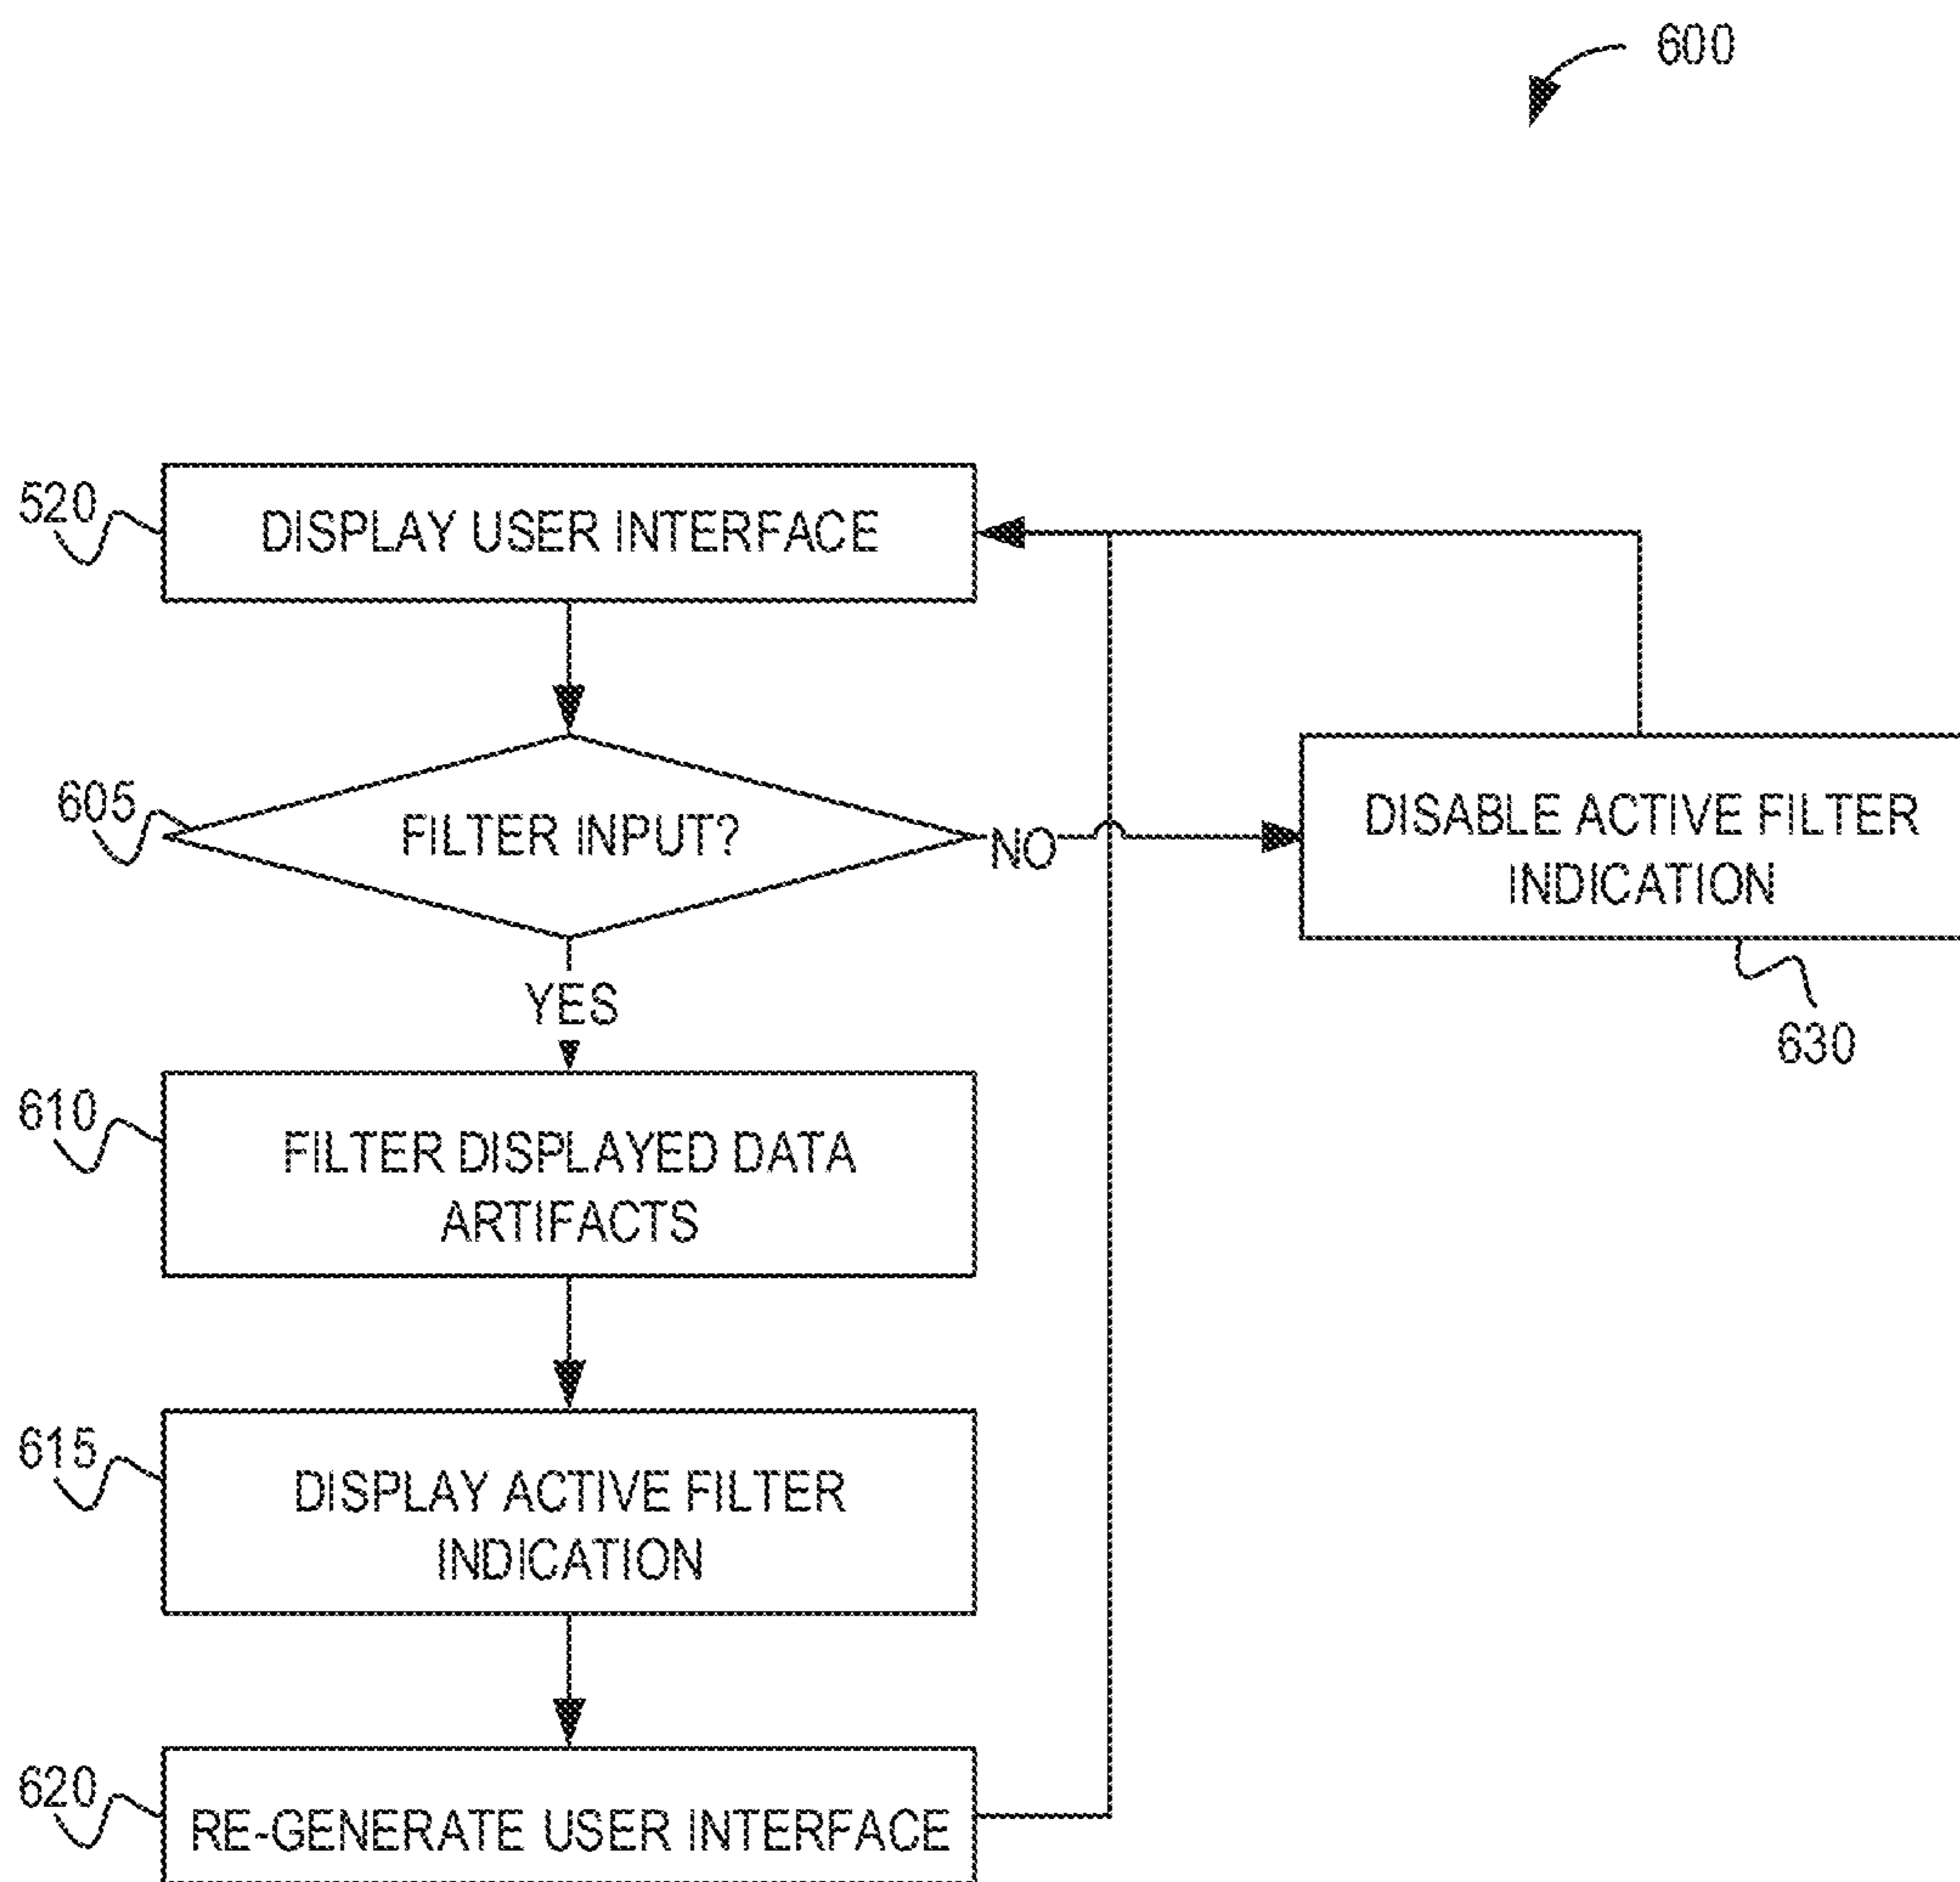 600
520
DISPLAY USER INTERFACE
605
FILTER INPUT?
NO
DISABLE ACTIVE FILTER
INDICATION
630
YES
610
FILTER DISPLAYED DATA
ARTIFACTS
615
DISPLAY ACTIVE FILTER
INDICATION
620
RE-GENERATE USER INTERFACE